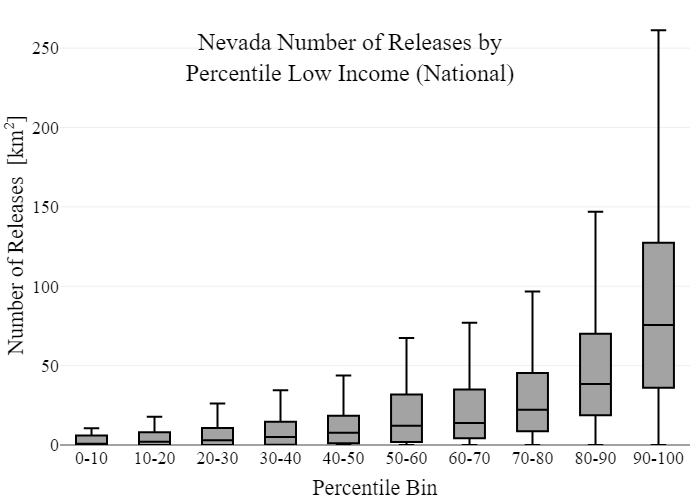 Nevada Number of Releases by
Percentile Low Income (National)
Number of Releases [km²]
250
200
150
100
50
0
0-10 10-20 20-30 30-40 40-50 50-60 60-70 70-80 80-90 90-100
Percentile Bin